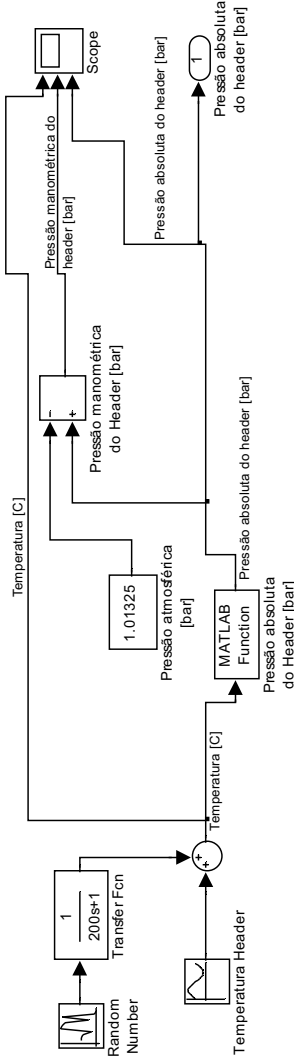 Random
Number
1
200s+1
Transfer Fcn
Temperatura Header
+
+
Temperatura [C]
Temperatura [C]
1.01325
Pressão atmosférica
[bar]
MATLAB
Function
Pressão absoluta
do Header [bar]
Pressão absoluta do header [bar]
−
+
Pressão manométrica
do Header [bar]
Pressão manométrica do
header [bar]
Pressão absoluta do header [bar]
Scope
1
Pressão absoluta
do header [bar]